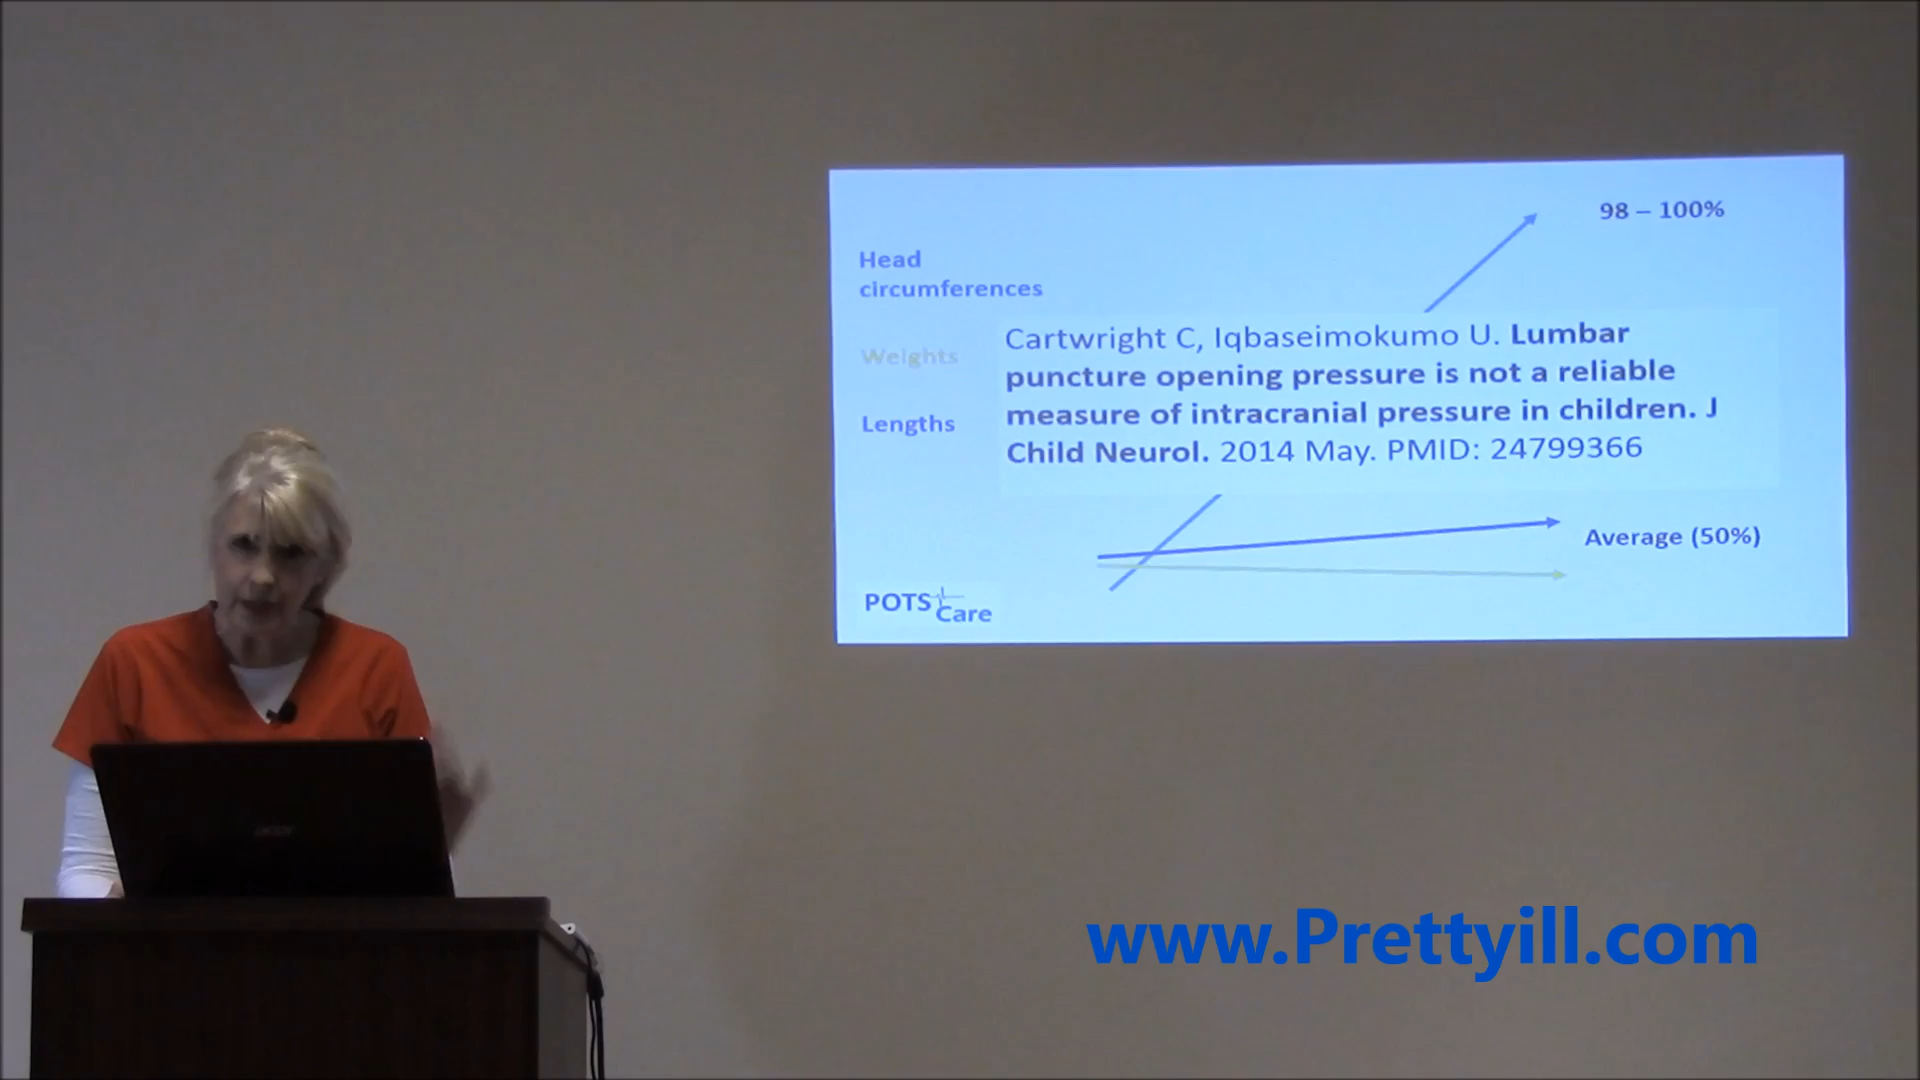 98 – 100%
Head
circumferences
Cartwright C, Iqbaseimokumo U. Lumbar
puncture opening pressure is not a reliable
measure of intracranial pressure in children. J
Child Neurol. 2014 May. PMID: 24799366
Weights
Lengths
Average (50%)
POTS
Care
acer
www.Prettyill.com